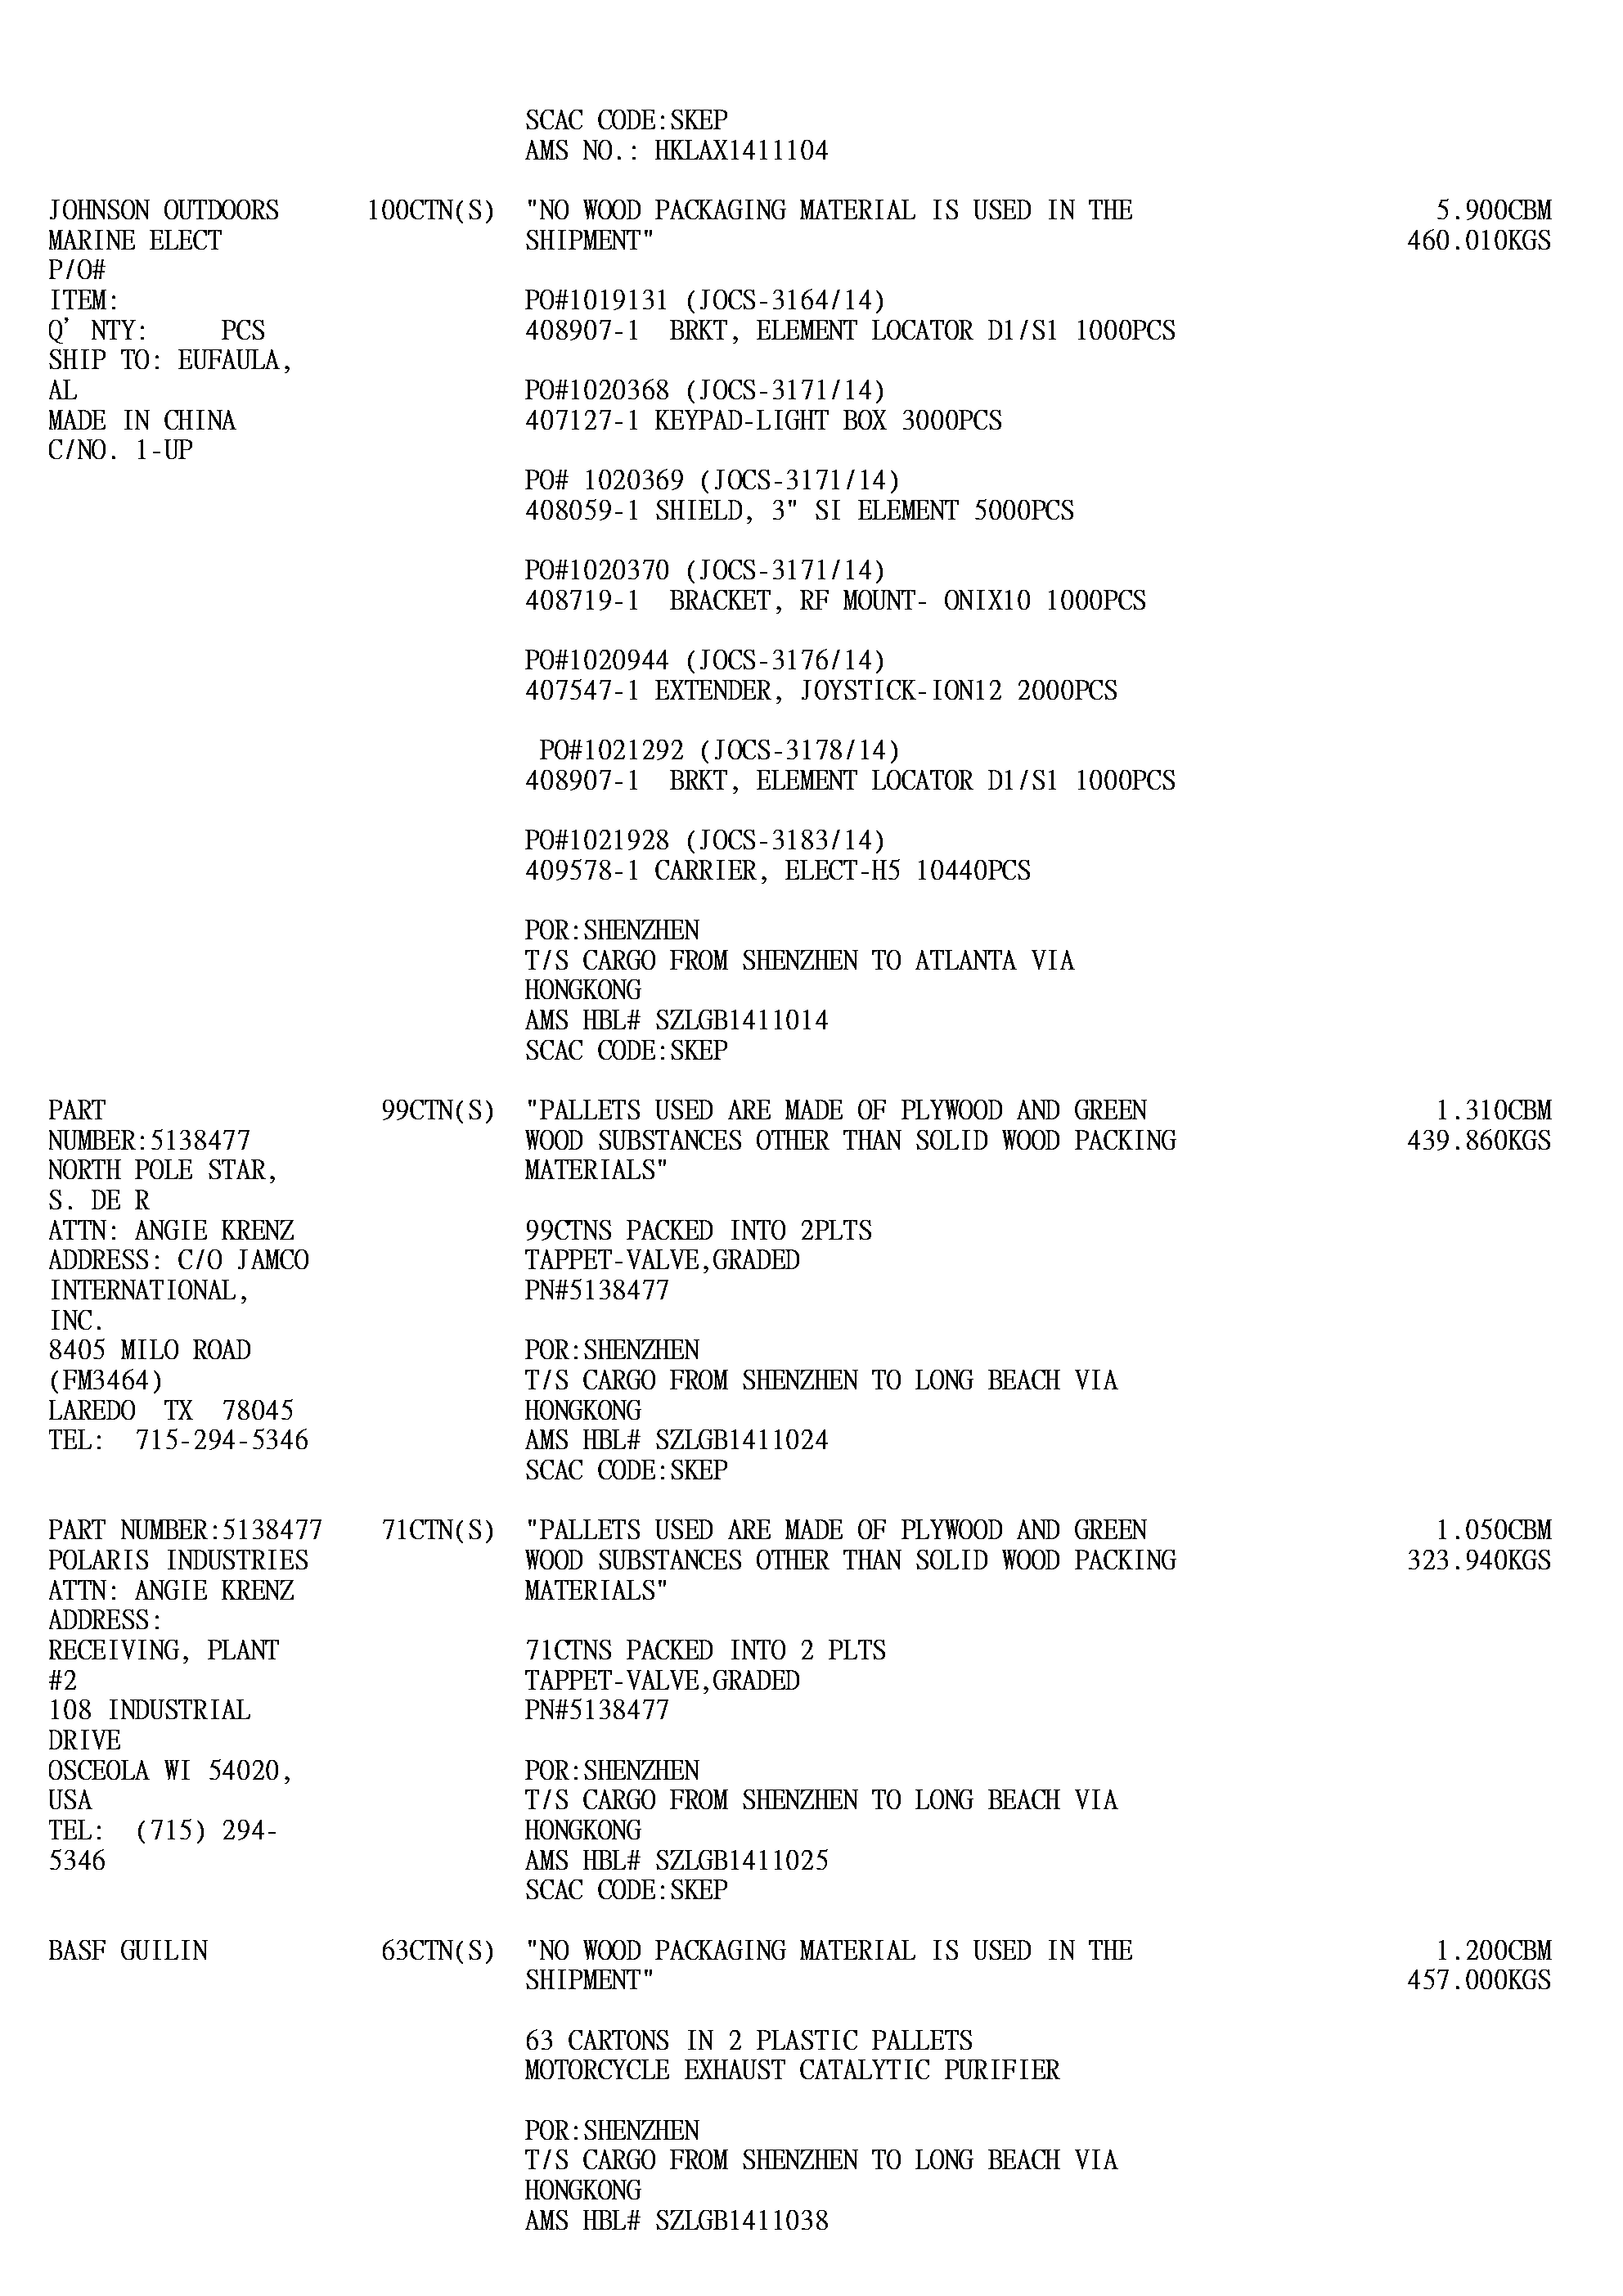 SCAC CODE:SKEP
AMS NO.: HKLAX1411104
JOHNSON OUTDOORS 100CTN(S) "NO WOOD PACKAGING MATERIAL IS USED IN THE 5.900CBM
MARINE ELECT SHIPMENT" 460.010KGS
P/O#
ITEM: PO#1019131 (JOCS-3164/14)
Q' NTY: PCS 408907-1 BRKT, ELEMENT LOCATOR D1/S1 1000PCS
SHIP TO: EUFAULA,
AL PO#1020368 (JOCS-3171/14)
MADE IN CHINA 407127-1 KEYPAD-LIGHT BOX 3000PCS
C/NO. 1-UP
PO# 1020369 (JOCS-3171/14)
408059-1 SHIELD, 3" SI ELEMENT 5000PCS
PO#1020370 (JOCS-3171/14)
408719-1 BRACKET, RF MOUNT- ONIX10 1000PCS
PO#1020944 (JOCS-3176/14)
407547-1 EXTENDER, JOYSTICK-ION12 2000PCS
PO#1021292 (JOCS-3178/14)
408907-1 BRKT, ELEMENT LOCATOR D1/S1 1000PCS
PO#1021928 (JOCS-3183/14)
409578-1 CARRIER, ELECT-H5 10440PCS
POR:SHENZHEN
T/S CARGO FROM SHENZHEN TO ATLANTA VIA
HONGKONG
AMS HBL# SZLGB1411014
SCAC CODE:SKEP
PART 99CTN(S) "PALLETS USED ARE MADE OF PLYWOOD AND GREEN 1.310CBM
NUMBER:5138477 WOOD SUBSTANCES OTHER THAN SOLID WOOD PACKING 439.860KGS
NORTH POLE STAR, MATERIALS"
S. DE R
ATTN: ANGIE KRENZ 99CTNS PACKED INTO 2PLTS
ADDRESS: C/O JAMCO TAPPET-VALVE,GRADED
INTERNATIONAL, PN#5138477
INC.
8405 MILO ROAD POR:SHENZHEN
(FM3464) T/S CARGO FROM SHENZHEN TO LONG BEACH VIA
LAREDO TX 78045 HONGKONG
TEL: 715-294-5346 AMS HBL# SZLGB1411024
SCAC CODE:SKEP
PART NUMBER:5138477 71CTN(S) "PALLETS USED ARE MADE OF PLYWOOD AND GREEN 1.050CBM
POLARIS INDUSTRIES WOOD SUBSTANCES OTHER THAN SOLID WOOD PACKING 323.940KGS
ATTN: ANGIE KRENZ MATERIALS"
ADDRESS:
RECEIVING, PLANT 71CTNS PACKED INTO 2 PLTS
#2 TAPPET-VALVE,GRADED
108 INDUSTRIAL PN#5138477
DRIVE
OSCEOLA WI 54020, POR:SHENZHEN
USA T/S CARGO FROM SHENZHEN TO LONG BEACH VIA
TEL: (715) 294- HONGKONG
5346 AMS HBL# SZLGB1411025
SCAC CODE:SKEP
BASF GUILIN 63CTN(S) "NO WOOD PACKAGING MATERIAL IS USED IN THE 1.200CBM
SHIPMENT" 457.000KGS
63 CARTONS IN 2 PLASTIC PALLETS
MOTORCYCLE EXHAUST CATALYTIC PURIFIER
POR:SHENZHEN
T/S CARGO FROM SHENZHEN TO LONG BEACH VIA
HONGKONG
AMS HBL# SZLGB1411038